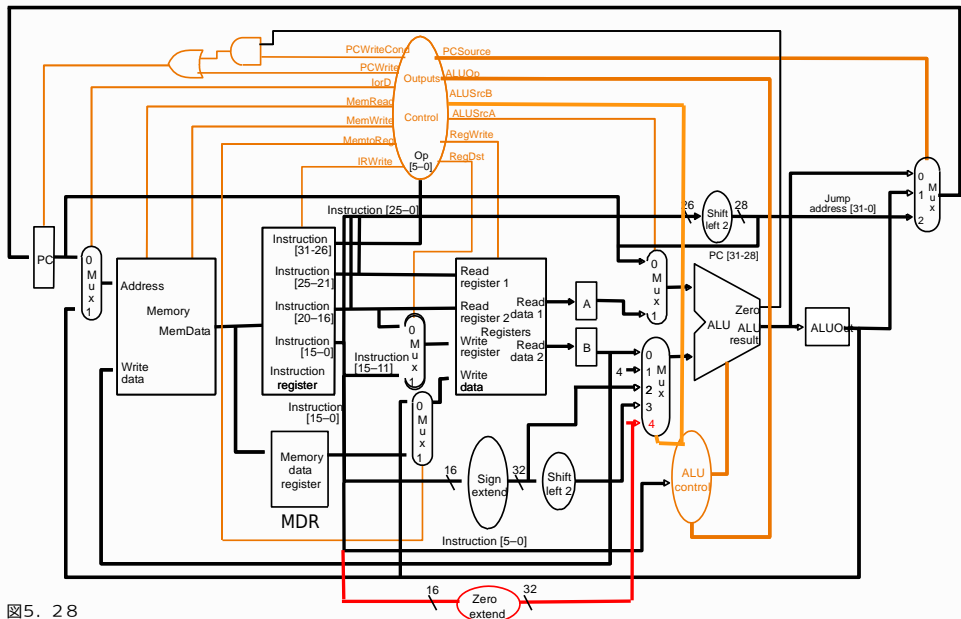 PCWriteCond
PCSource
PCWrite
Outputs
ALUOp
IorD
ALUSrcB
MemRead
ALUSrcA
MemWrite
Control
RegWrite
MemtoReg
Op
[5–0]
RegDst
IRWrite
0
M
u
x
1
2
Instruction [25–0]
26
Shift
left 2
28
Jump
address [31-0]
PC [31-28]
PC
0
M
u
x
1
Address
Memory
MemData
Write
data
Instruction
[31-26]
Instruction
[25–21]
Instruction
[20–16]
Instruction
[15–0]
Instruction
register
Instruction
[15–11]
Instruction
[15–0]
0
M
u
x
1
0
M
u
x
1
Read
register 1
Read
register 2
Registers
Write
register
Write
data
Read
data 1
Read
data 2
A
B
0
M
u
x
1
4
0
1
2
3
4
M
u
x
Zero
ALU
ALU
result
ALUOut
Memory
data
register
MDR
16
Sign
extend
32
Shift
left 2
ALU
control
Instruction [5–0]
16
Zero
extend
32
図5. 28